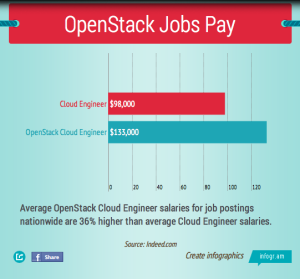 OpenStack Jobs Pay
Cloud Engineer $98,000
OpenStack Cloud Engineer $133,000
0 20 40 60 80 100 120
Average OpenStack Cloud Engineer salaries for job postings
nationwide are 36% higher than average Cloud Engineer salaries.
Source: Indeed.com
f Share
Create infographics infogr.am